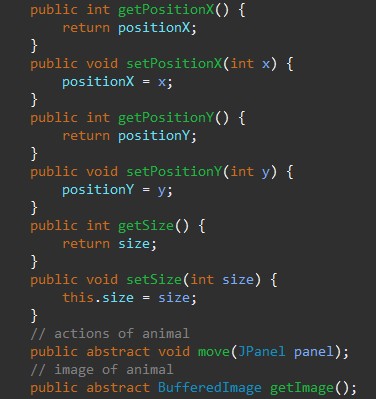 public int getPositionX() {
return positionX;
}
public void setPositionX(int x) {
positionX = x;
}
public int getPositionY() {
return positionY;
}
public void setPositionY(int y) {
positionY = y;
}
public int getSize() {
return size;
}
public void setSize(int size) {
this.size = size;
}
// actions of animal
public abstract void move(JPanel panel);
// image of animal
public abstract BufferedImage getImage();